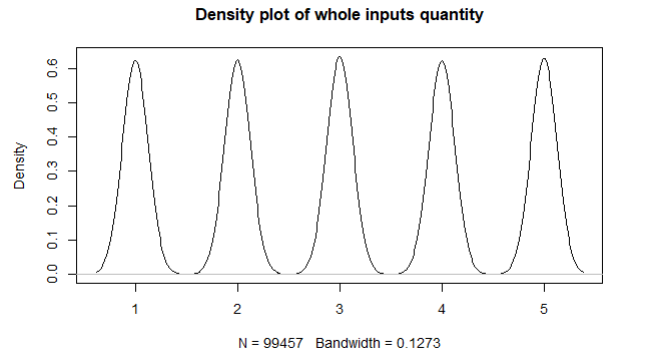 Density plot of whole inputs quantity
Density
0.6
0.5
0.4
0.3
0.2
0.1
0.0
1 2 3 4 5
N = 99457 Bandwidth = 0.1273